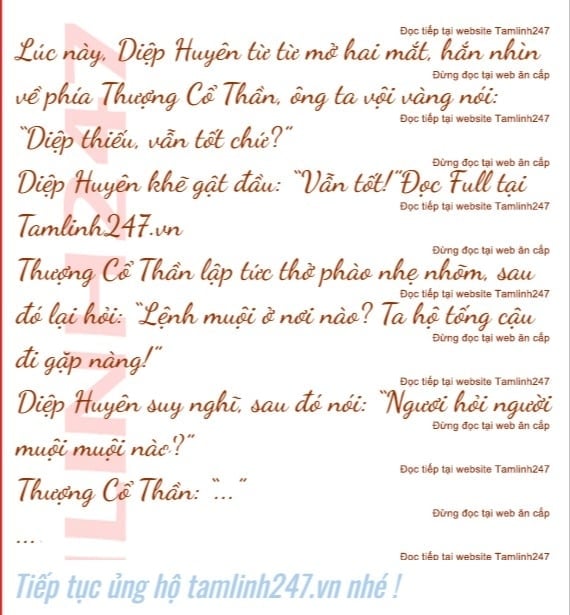 Đọc tiếp tại website Tamlinh247
Lúc này, Diệp Huyên từ từ mở hai mắt, hắn nhìn
Đừng đọc tại web ăn cắp
về phía Thượng Cổ Thần, ông ta vội vàng nói:
Đọc tiếp tại website Tamlinh247
“Diệp thiếu, vẫn tốt chứ?”
Đừng đọc tại web ăn cắp
Diệp Huyên khẽ gật đầu: “Vẫn tốt!”Đọc Full tại
Đọc tiếp tại website Tamlinh247
Tamlinh247.vn
Đừng đọc tại web ăn cắp
Thượng Cổ Thần lập tức thở phào nhẹ nhõm, sau
Đọc tiếp tại website Tamlinh247
đó lại hỏi: “Lệnh muội ở nơi nào? Ta hộ tống cậu
Đừng đọc tại web ăn cắp
đi gặp nàng!”
Đọc tiếp tại website Tamlinh247
Diệp Huyên suy nghĩ, sau đó nói: “Ngươi hỏi người
Đừng đọc tại web ăn cắp
muội muội nào?”
Đọc tiếp tại website Tamlinh247
Thượng Cổ Thần: “...”
Đừng đọc tại web ăn cắp
...
Đọc tiếp tại website Tamlinh247
LINH247
Tiếp tục ủng hộ tamlinh247.vn nhé !